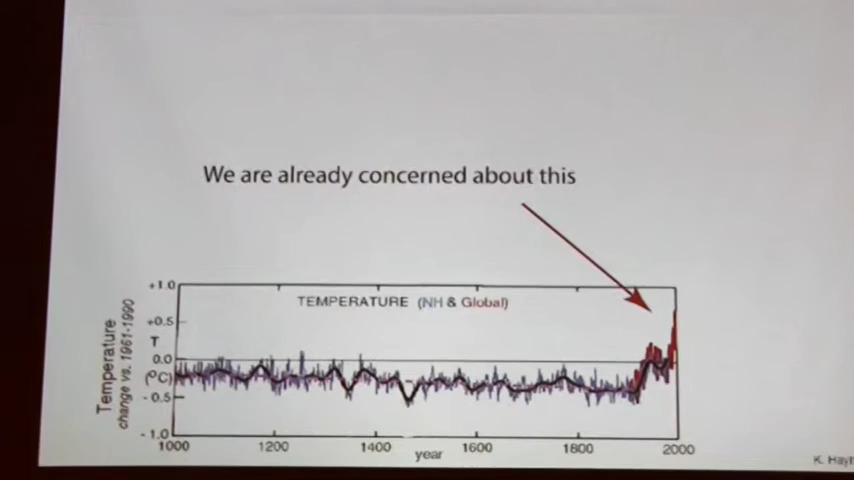 We are already concerned about this
TEMPERATURE (NH & Global)
Temperature
change vs. 1961-1990
+1.0
+0.5
T
0.0
(°C)
- 0.5
- 1.0
1000 1200 1400 1600 1800 2000
year
K.